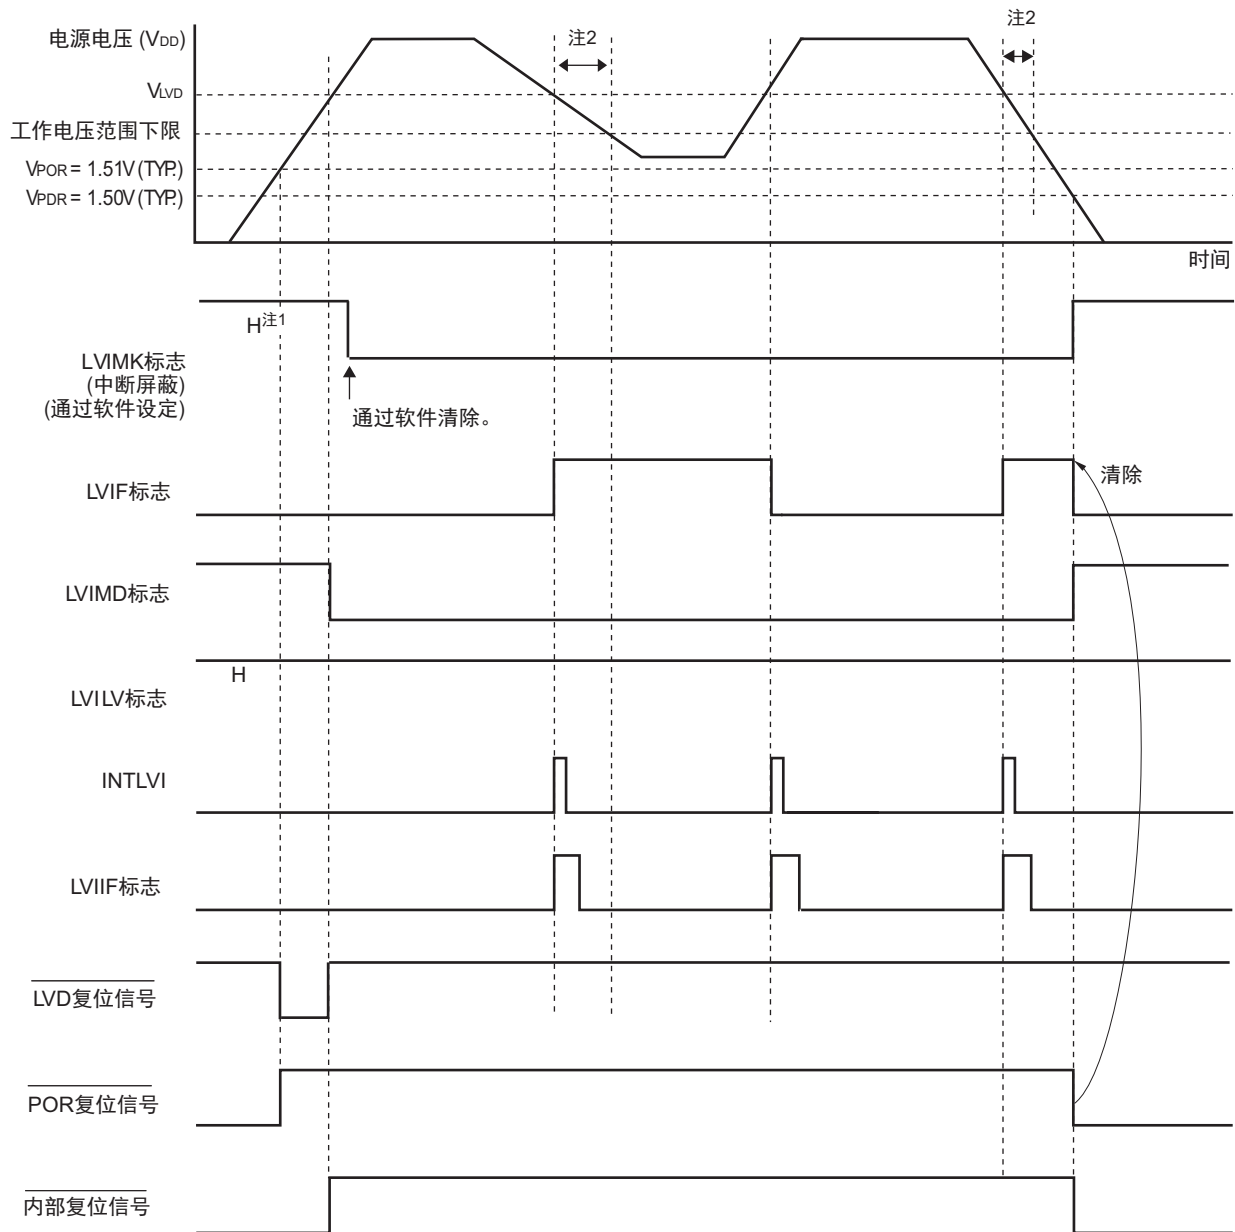 电源电压 (VDD)
注2
注2
VLVD
工作电压范围下限
VPOR = 1.51V (TYP.)
VPDR = 1.50V (TYP.)
时间
H注1
LVIMK标志
(中断屏蔽)
(通过软件设定)
通过软件清除。
LVIF标志
清除
LVIMD标志
H
LVILV标志
INTLVI
LVIIF标志
LVD复位信号
POR复位信号
内部复位信号